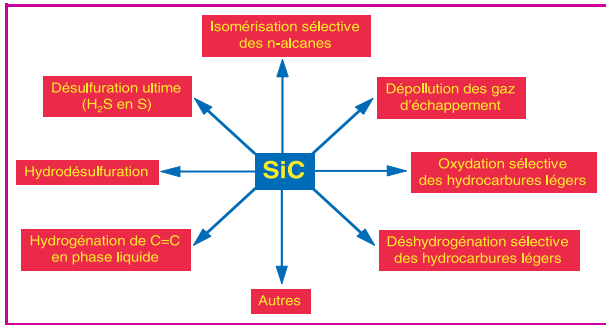 Isomérisation sélective
des n-alcanes
Désulfuration ultime
(H₂S en S)
Dépollution des gaz
d'échappement
SiC
Hydrodésulfuration
Oxydation sélective
des hydrocarbures légers
Hydrogénation de C=C
en phase liquide
Déshydrogénation sélective
des hydrocarbures légers
Autres